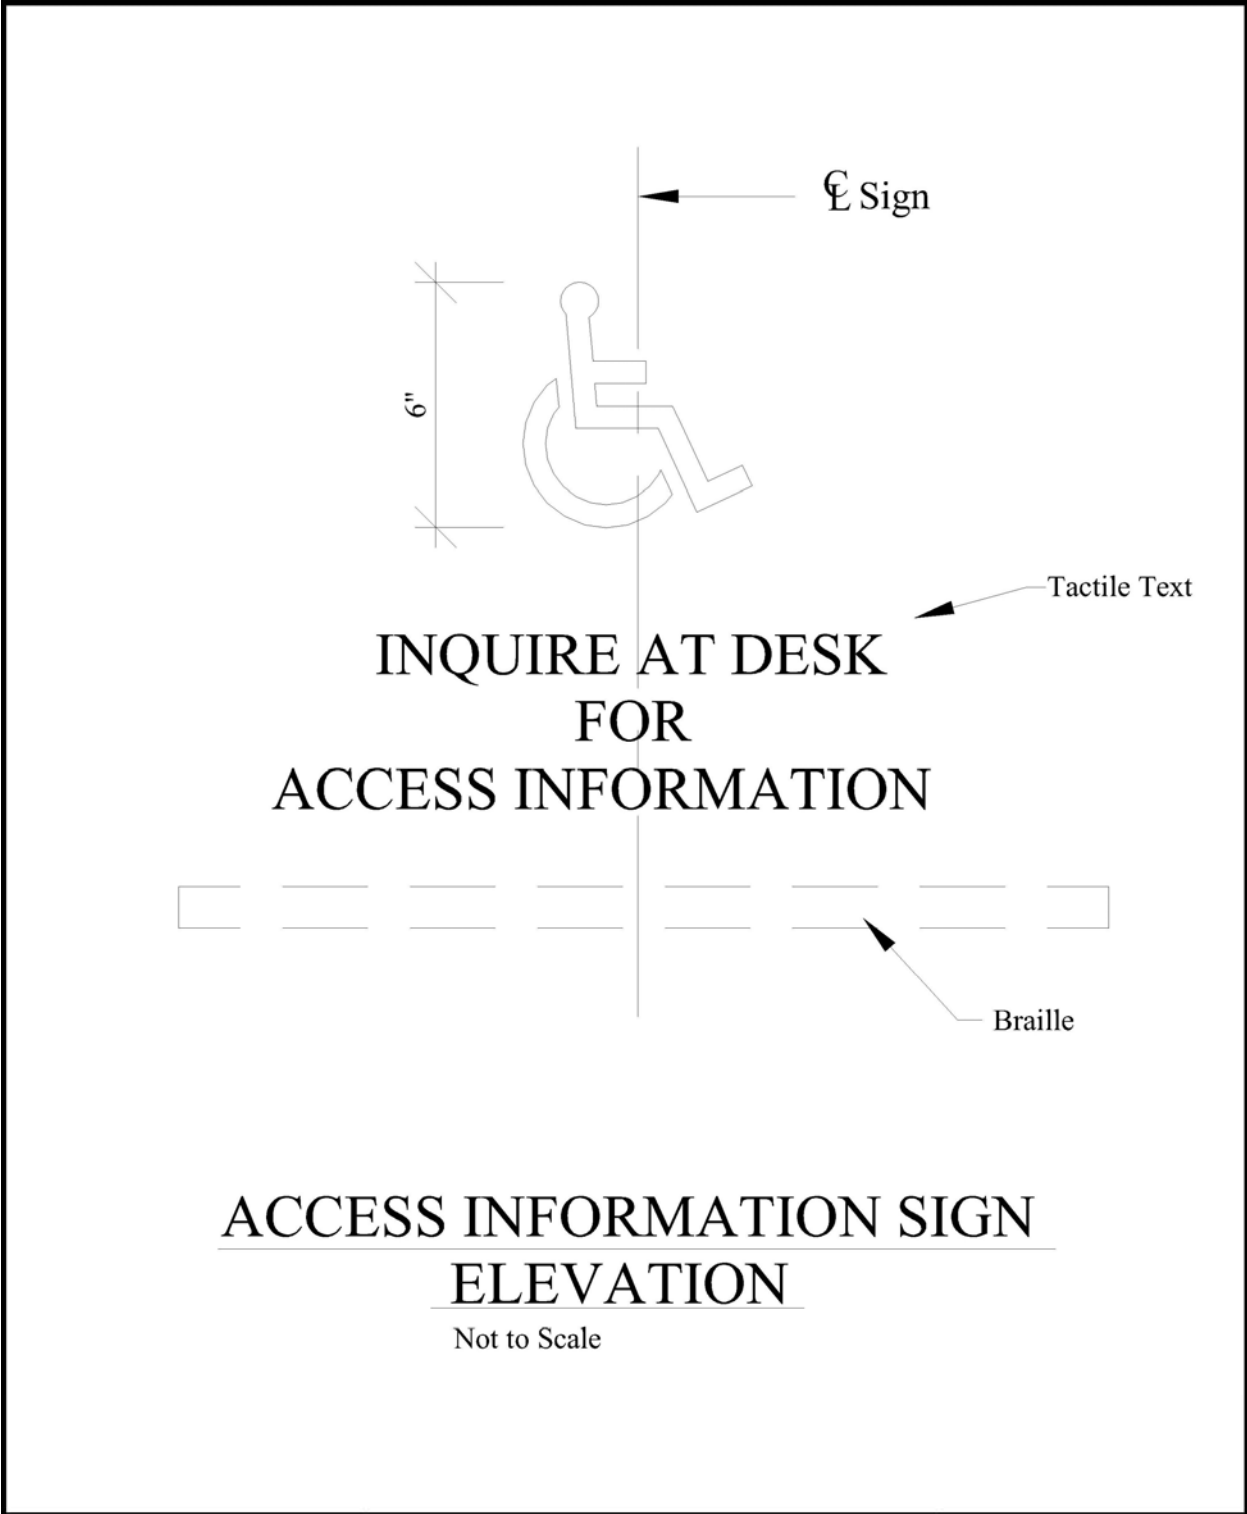 ℄ Sign
6"
Tactile Text
INQUIRE AT DESK
FOR
ACCESS INFORMATION
Braille
ACCESS INFORMATION SIGN
ELEVATION
Not to Scale